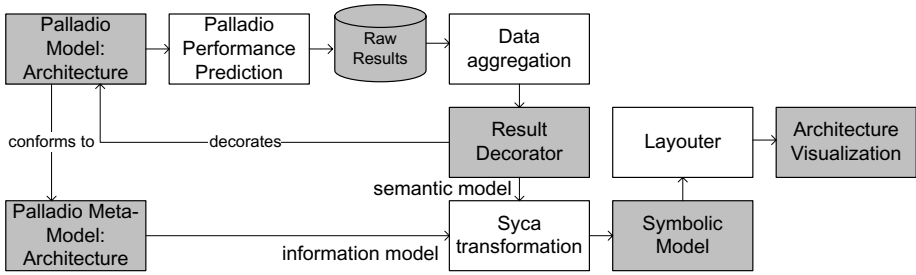 Palladio
Model:
Architecture
Palladio
Performance
Prediction
Raw
Results
Data
aggregation
conforms to
decorates
Result
Decorator
Layouter
Architecture
Visualization
semantic model
Palladio Meta-
Model:
Architecture
information model
Syca
transformation
Symbolic
Model